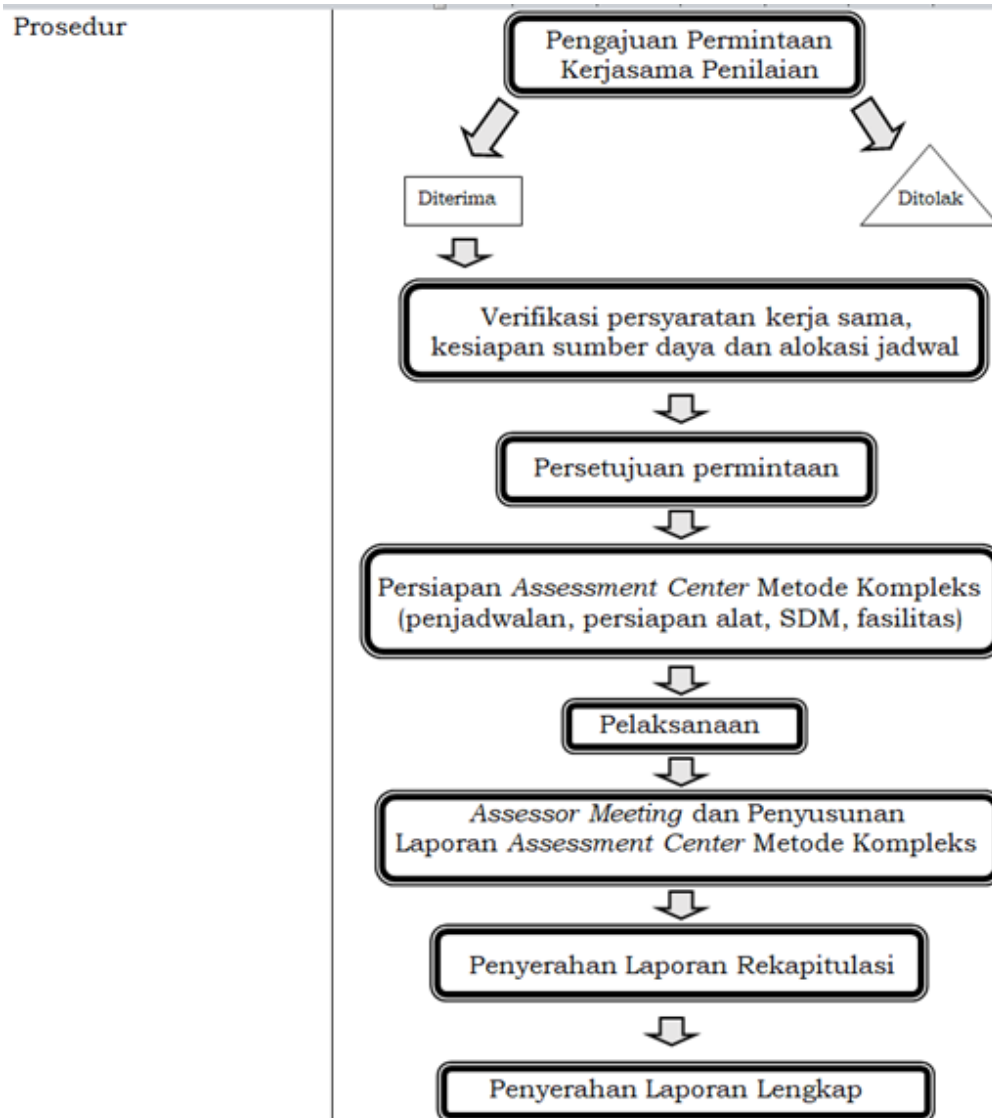 Prosedur
Pengajuan Permintaan
Kerjasama Penilaian
Diterima
Ditolak
Verifikasi persyaratan kerja sama,
kesiapan sumber daya dan alokasi jadwal
Persetujuan permintaan
Persiapan Assessment Center Metode Kompleks
(penjadwalan, persiapan alat, SDM, fasilitas)
Pelaksanaan
Assessor Meeting dan Penyusunan
Laporan Assessment Center Metode Kompleks
Penyerahan Laporan Rekapitulasi
Penyerahan Laporan Lengkap